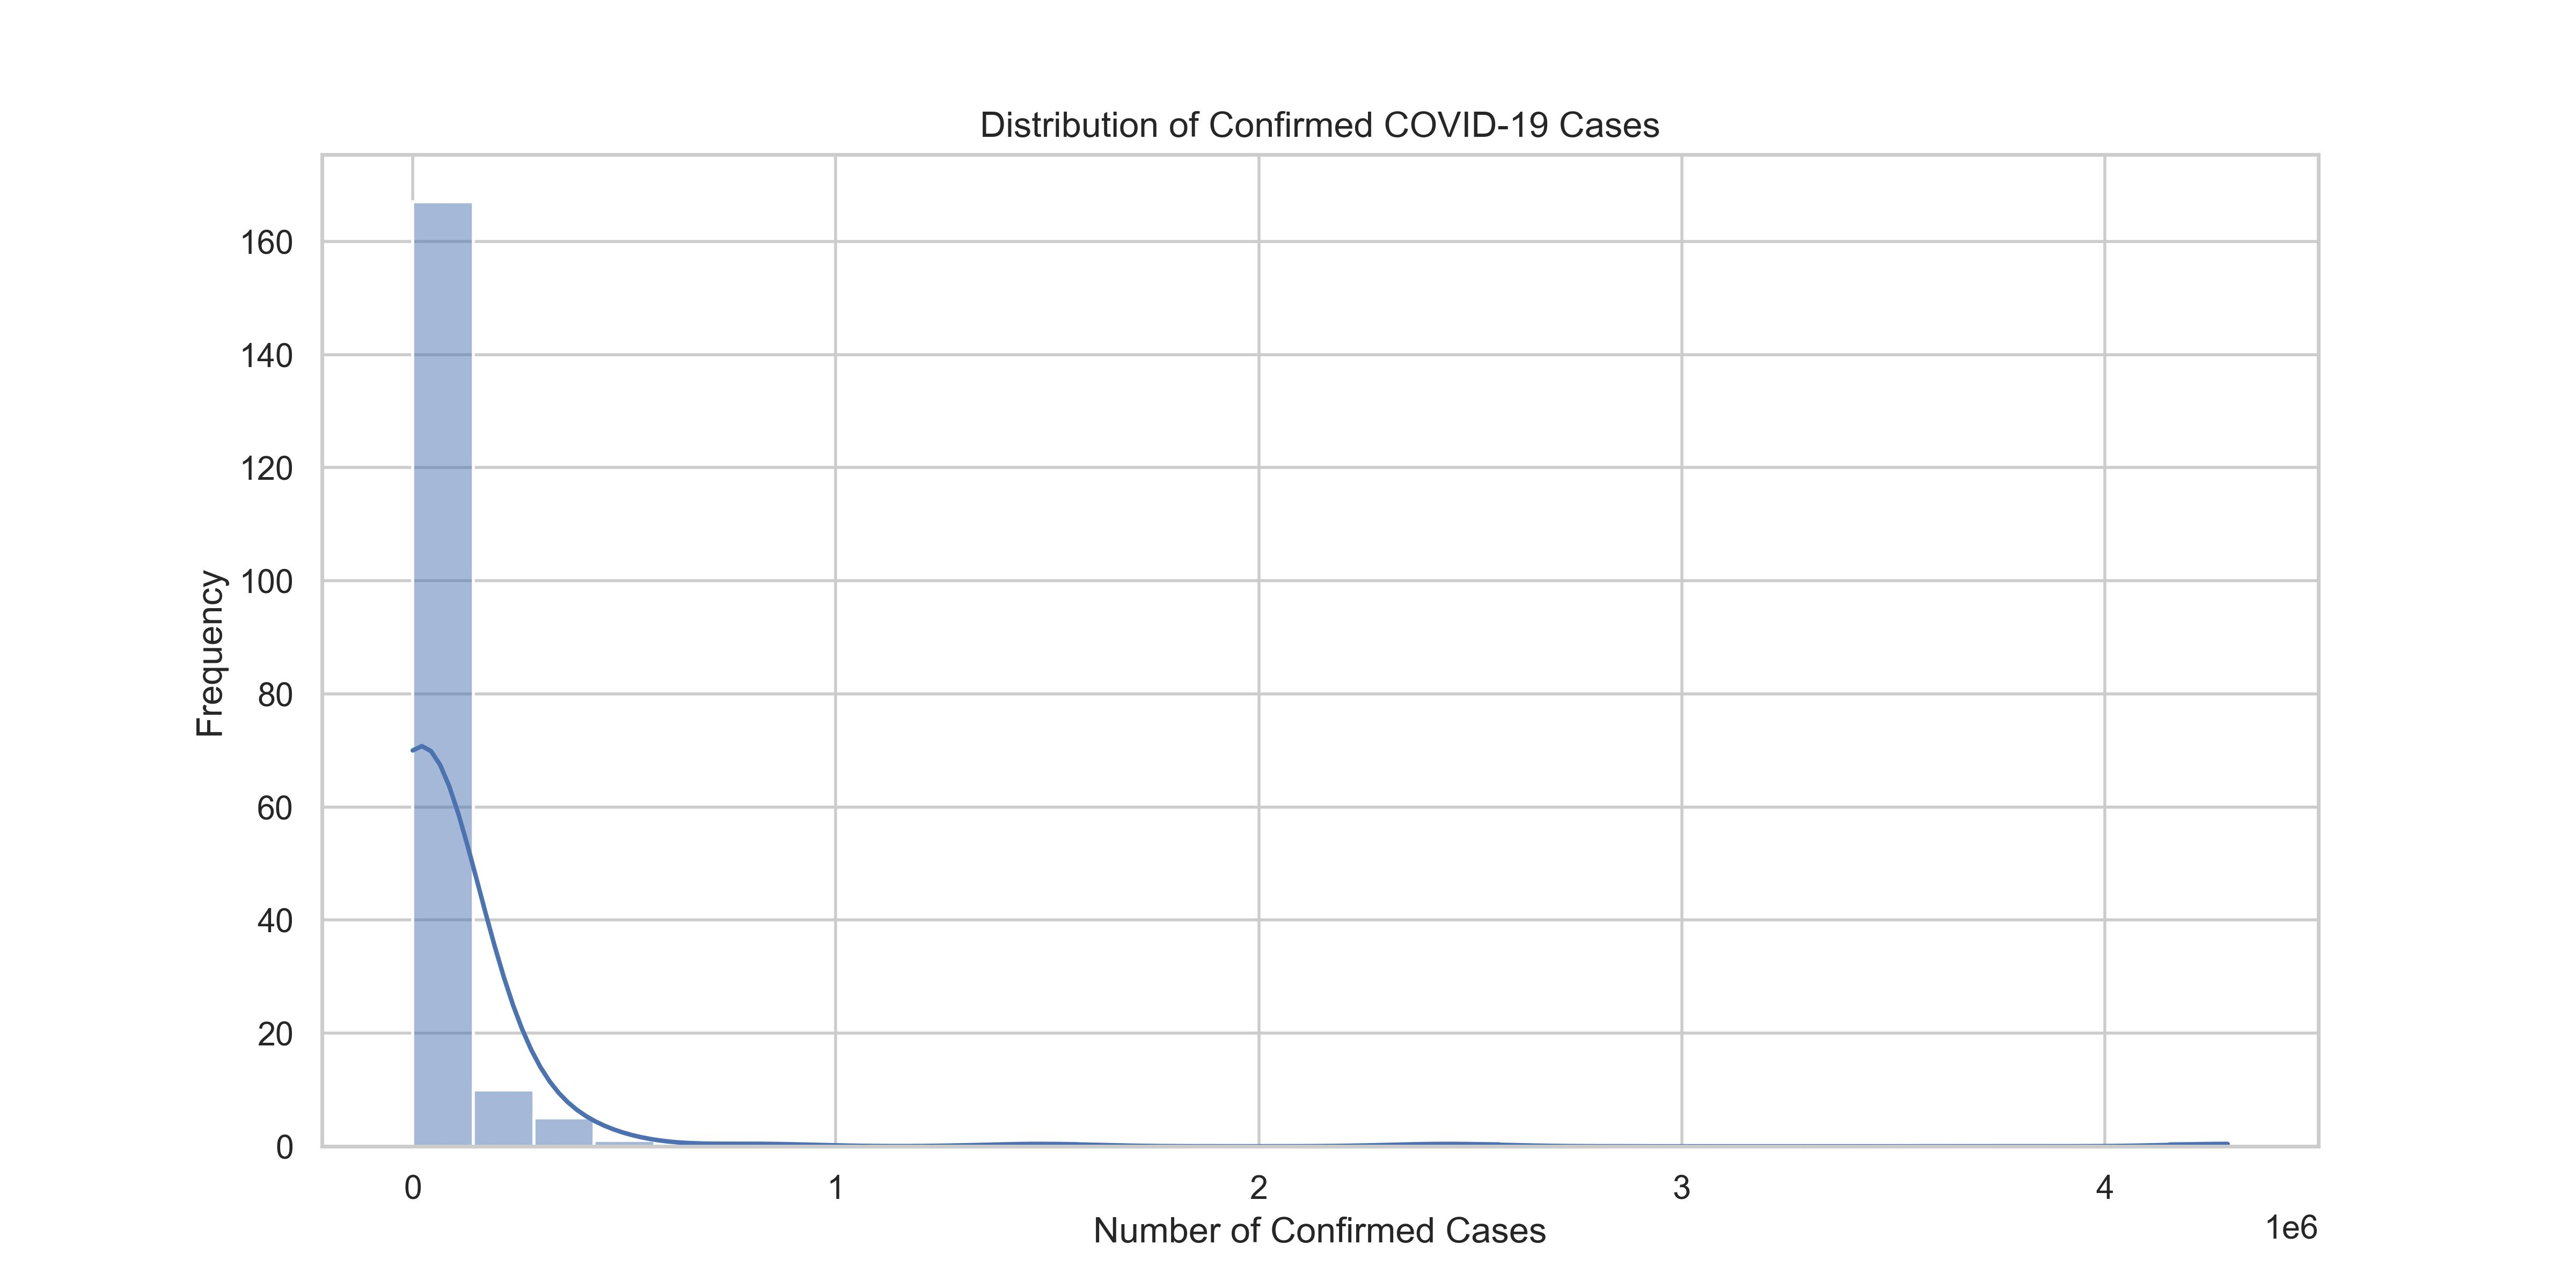 Distribution of Confirmed COVID-19 Cases
Frequency
160
140
120
100
80
60
40
20
0
0 1 2 3 4
Number of Confirmed Cases
1e6